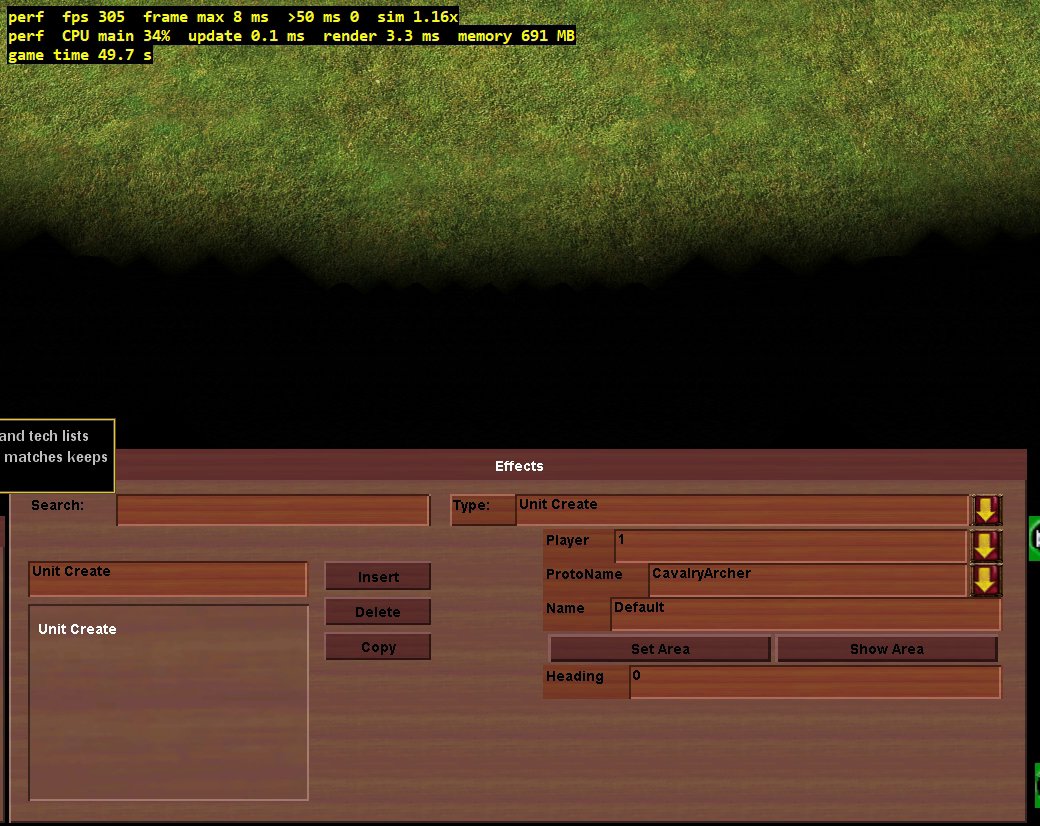 perf fps 305 frame max 8 ms >50 ms 0 sim 1.16x
perf CPU main 34% update 0.1 ms render 3.3 ms memory 691 MB
game time 49.7 s
and tech lists
matches keeps
Effects
Search:
Type: Unit Create
Player 1
ProtoName CavalryArcher
Name Default
Set Area Show Area
Heading 0
Unit Create
Insert
Delete
Copy
Unit Create